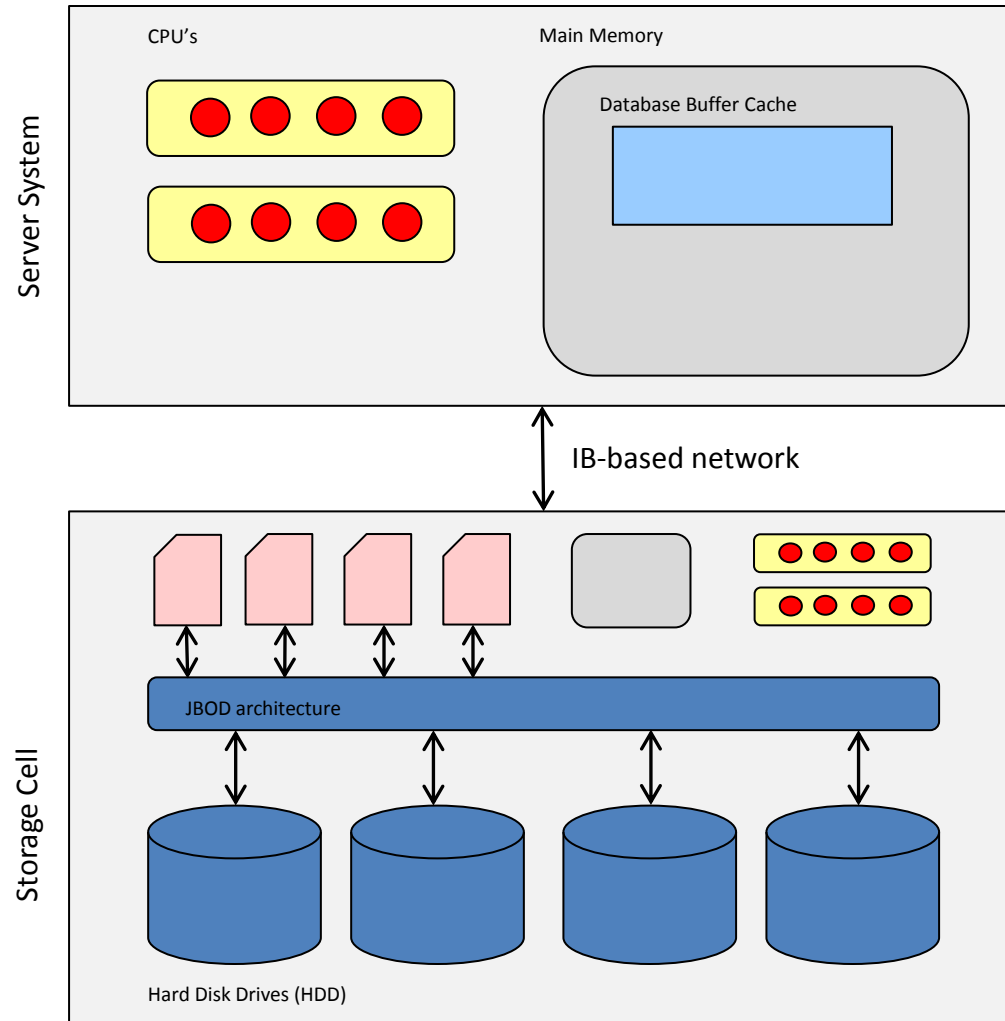 CPU's
Main Memory
Database Buffer Cache
Server System
IB-based network
JBOD architecture
Storage Cell
Hard Disk Drives (HDD)